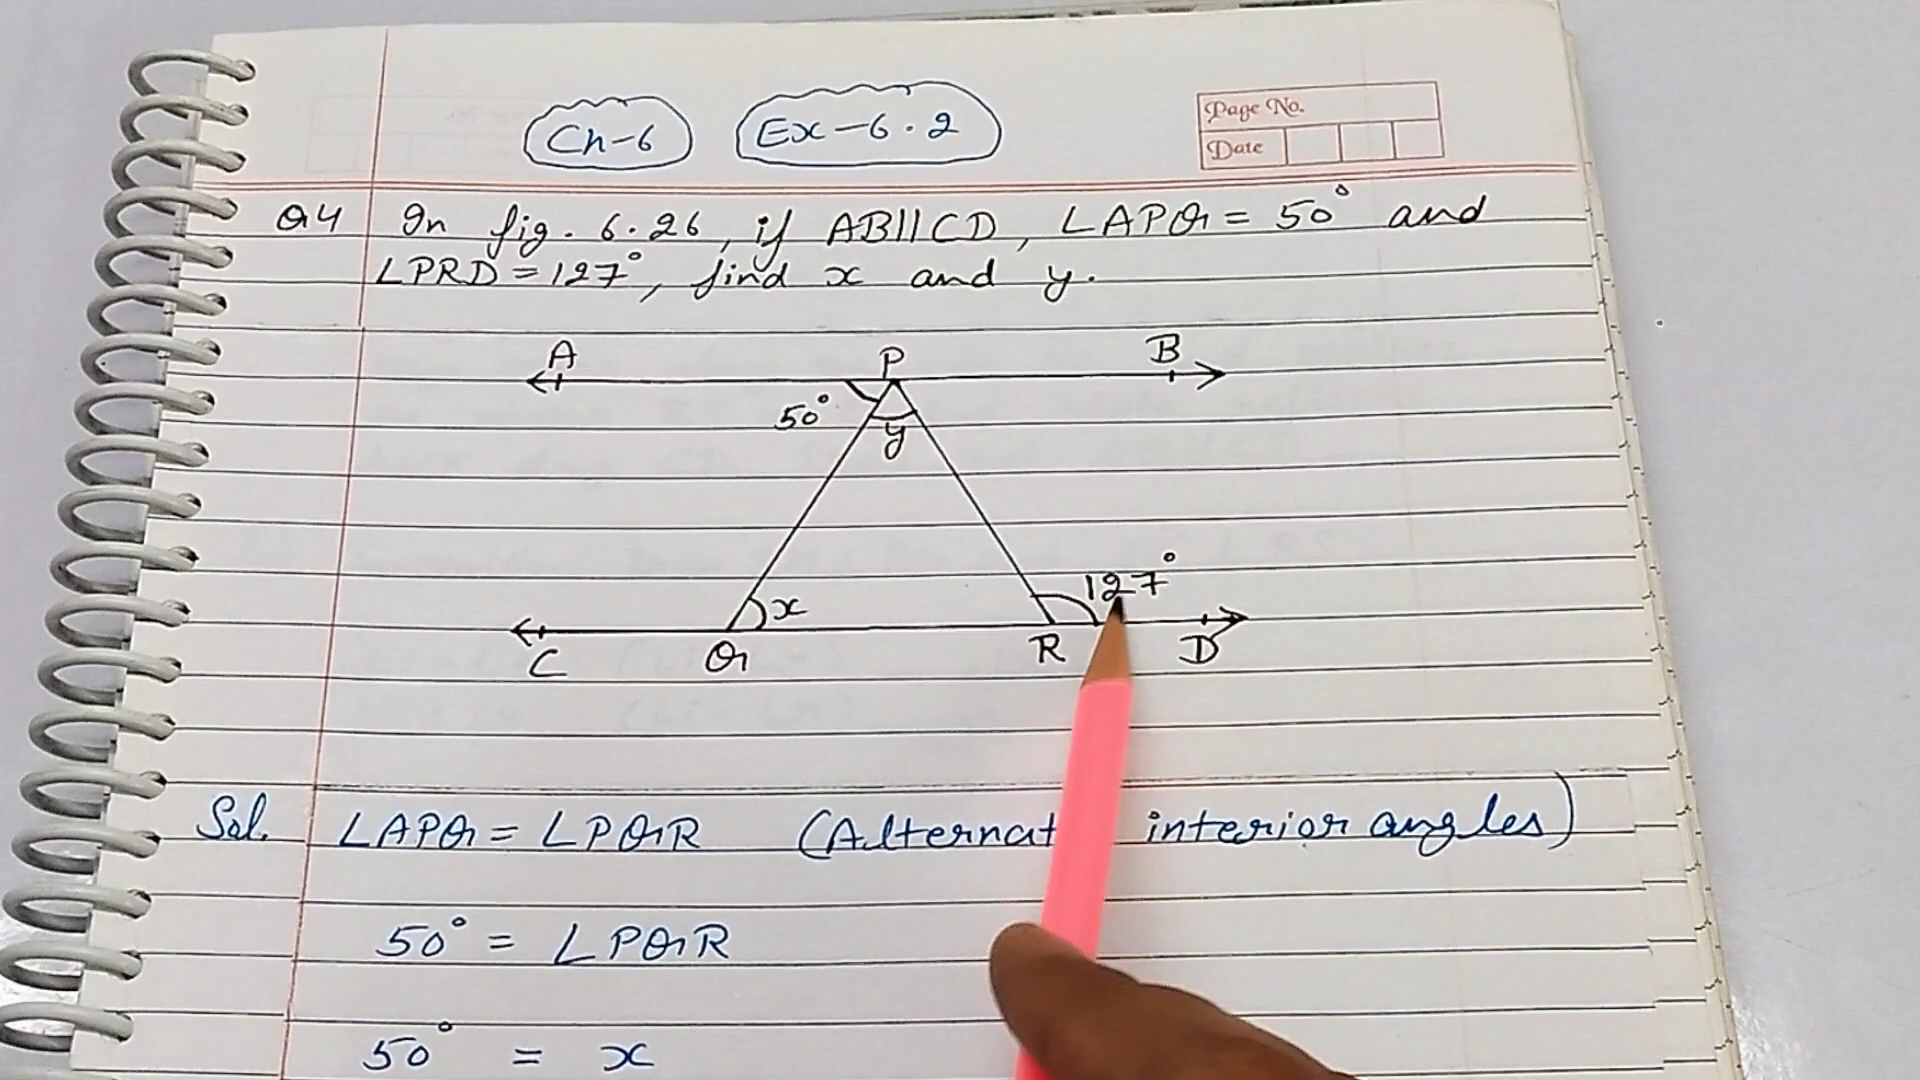 Ch-6 Ex-6.2
Page No.
Date
Q4 In fig. 6.26, if AB||CD, ∠APQ = 50° and
∠PRD = 127°, find x and y.
A P B
50°
y
127°
x
C Q R D
Sol. ∠APQ = ∠PQR (Alternat interior angles)
50° = ∠PQR
50° = x